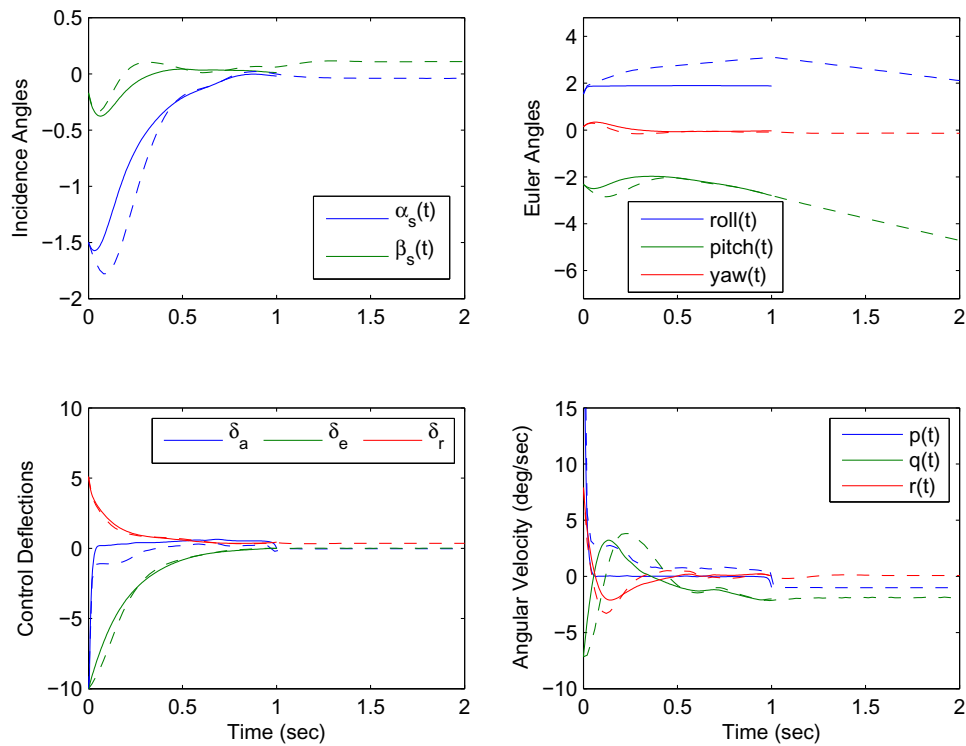 0.5
0
−0.5
−1
−1.5
−2
0
0.5
1
1.5
2
Incidence Angles
α_s(t)
β_s(t)
4
2
0
−2
−4
−6
0
0.5
1
1.5
2
Euler Angles
roll(t)
pitch(t)
yaw(t)
10
5
0
−5
−10
0
0.5
1
1.5
2
Control Deflections
Time (sec)
δ_a δ_e δ_r
15
10
5
0
−5
−10
0
0.5
1
1.5
2
Angular Velocity (deg/sec)
Time (sec)
p(t)
q(t)
r(t)